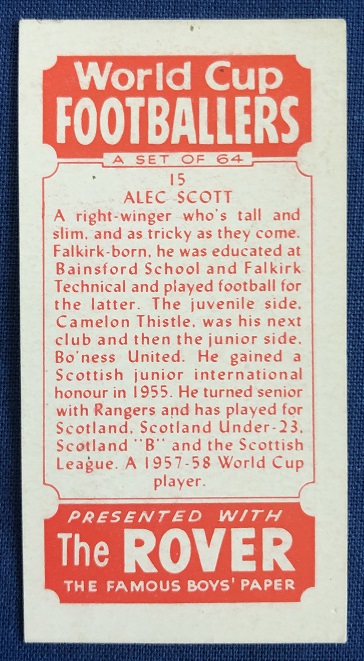 World Cup
FOOTBALLERS
A SET OF 64
15
ALEC SCOTT
A right-winger who's tall and
slim, and as tricky as they come.
Falkirk-born, he was educated at
Bainsford School and Falkirk
Technical and played football for
the latter. The juvenile side,
Camelon Thistle, was his next
club and then the junior side,
Bo'ness United. He gained a
Scottish junior international
honour in 1955. He turned senior
with Rangers and has played for
Scotland, Scotland Under-23,
Scotland "B" and the Scottish
League. A 1957-58 World Cup
player.
PRESENTED WITH
The ROVER
THE FAMOUS BOYS' PAPER